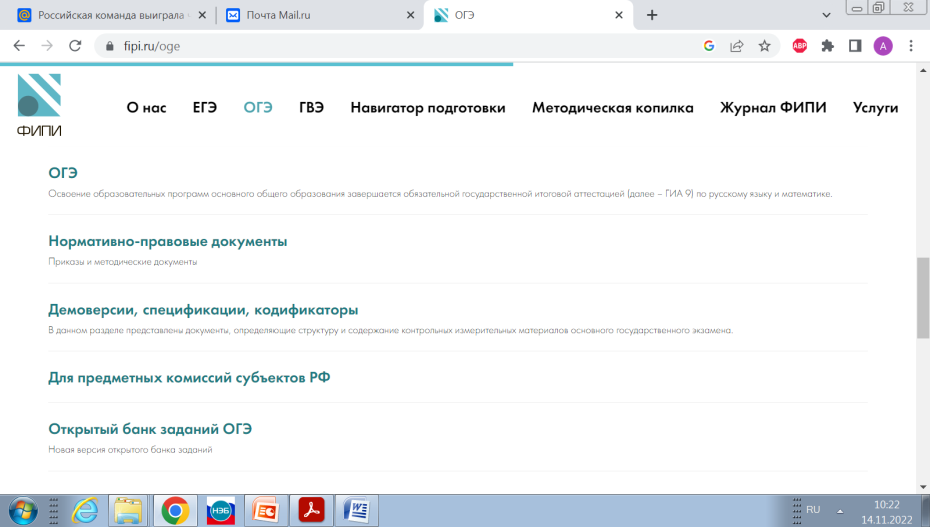 Российская команда выиграла
Почта Mail.ru
ОГЭ
fipi.ru/oge
ABP
A
ФИПИ
О нас ЕГЭ ОГЭ ГВЭ Навигатор подготовки Методическая копилка Журнал ФИПИ Услуги
ОГЭ
Освоение образовательных программ основного общего образования завершается обязательной государственной итоговой аттестацией (далее – ГИА 9) по русскому языку и математике.
Нормативно-правовые документы
Приказы и методические документы
Демоверсии, спецификации, кодификаторы
В данном разделе представлены документы, определяющие структуру и содержание контрольных измерительных материалов основного государственного экзамена.
Для предметных комиссий субъектов РФ
Открытый банк заданий ОГЭ
Новая версия открытого банка заданий
НЭБ
RU
10:22
14.11.2022